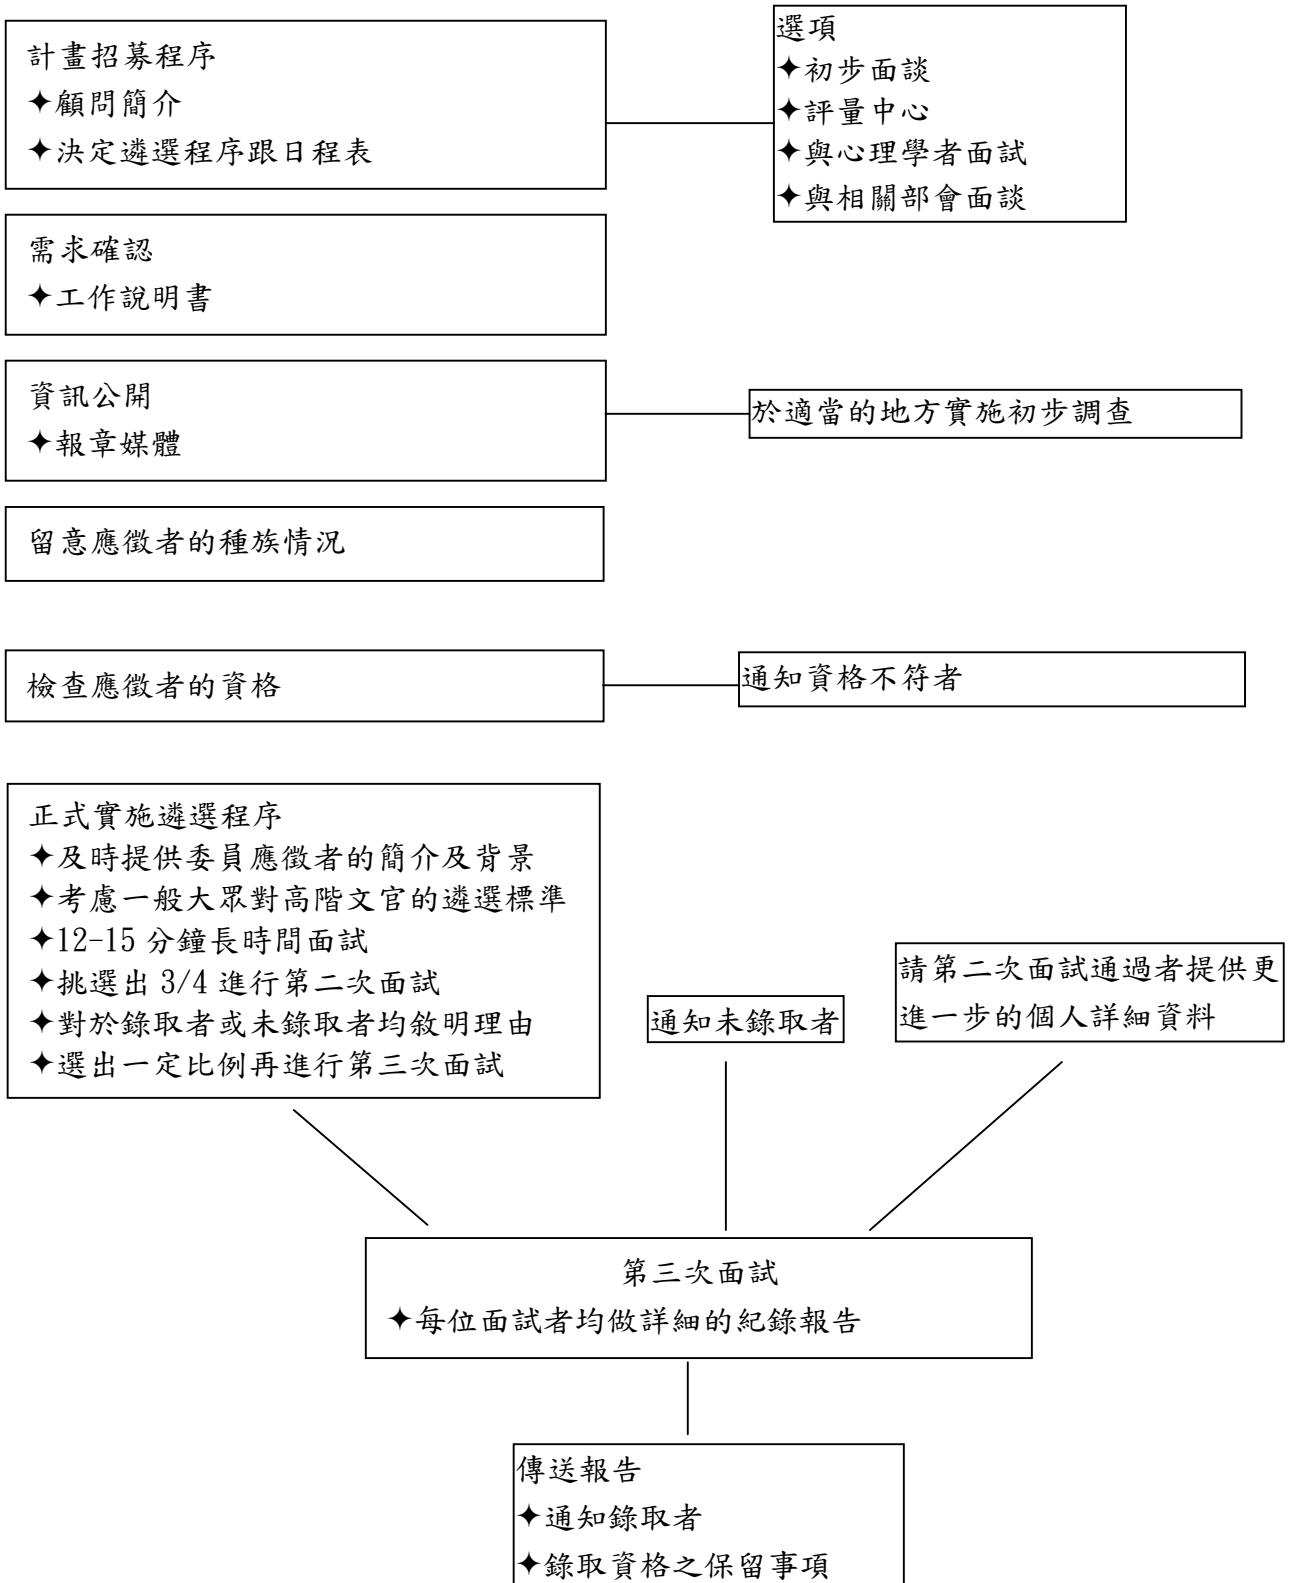 計畫招募程序
✦顧問簡介
✦決定遴選程序跟日程表
選項
✦初步面談
✦評量中心
✦與心理學者面試
✦與相關部會面談
需求確認
✦工作說明書
資訊公開
✦報章媒體
於適當的地方實施初步調查
留意應徵者的種族情況
檢查應徵者的資格
通知資格不符者
正式實施遴選程序
✦及時提供委員應徵者的簡介及背景
✦考慮一般大眾對高階文官的遴選標準
✦12-15 分鐘長時間面試
✦挑選出 3/4 進行第二次面試
✦對於錄取者或未錄取者均敘明理由
✦選出一定比例再進行第三次面試
通知未錄取者
請第二次面試通過者提供更
進一步的個人詳細資料
第三次面試
✦每位面試者均做詳細的紀錄報告
傳送報告
✦通知錄取者
✦錄取資格之保留事項